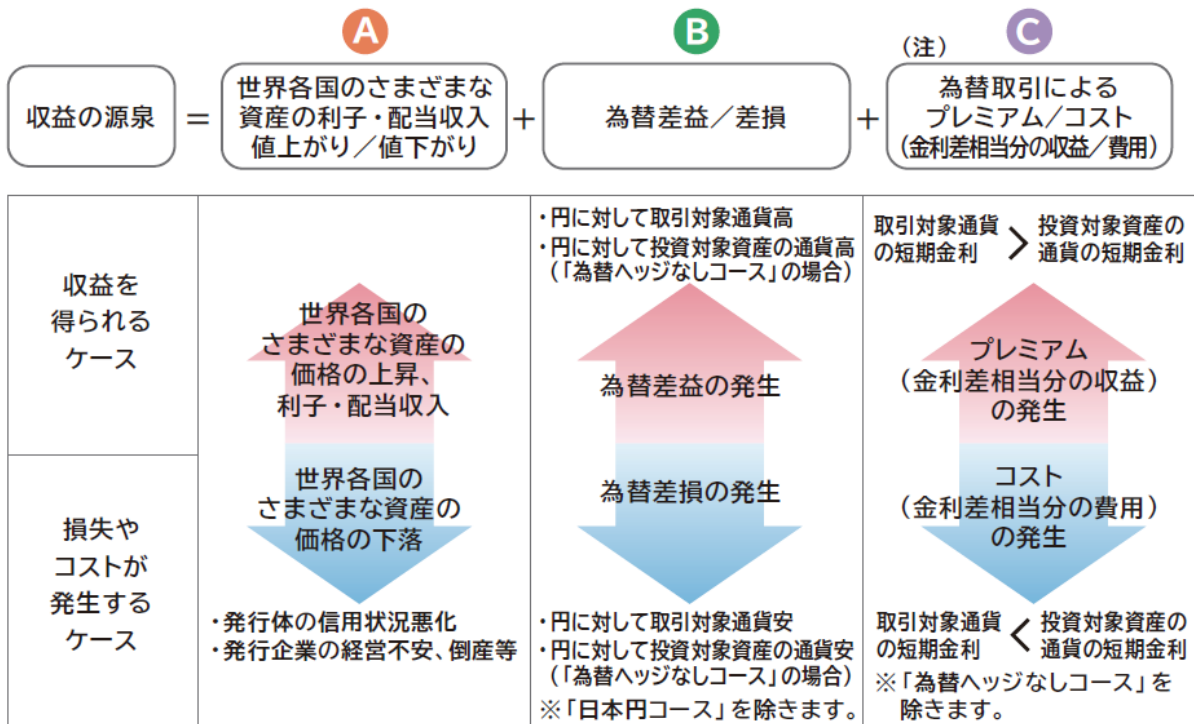 A
B
C
(注)
収益の源泉
=
世界各国のさまざまな
資産の利子・配当収入
値上がり/値下がり
+
為替差益/差損
+
為替取引による
プレミアム/コスト
(金利差相当分の収益/費用)
収益を
得られる
ケース
世界各国の
さまざまな資産の
価格の上昇、
利子・配当収入
・円に対して取引対象通貨高
・円に対して投資対象資産の通貨高
(「為替ヘッジなしコース」の場合)
為替差益の発生
取引対象通貨
の短期金利
>
投資対象資産の
通貨の短期金利
プレミアム
(金利差相当分の収益)
の発生
損失や
コストが
発生する
ケース
世界各国の
さまざまな資産の
価格の下落
・発行体の信用状況悪化
・発行企業の経営不安、倒産等
為替差損の発生
・円に対して取引対象通貨安
・円に対して投資対象資産の通貨安
(「為替ヘッジなしコース」の場合)
※「日本円コース」を除きます。
コスト
(金利差相当分の費用)
の発生
取引対象通貨
の短期金利
<
投資対象資産の
通貨の短期金利
※「為替ヘッジなしコース」を
除きます。